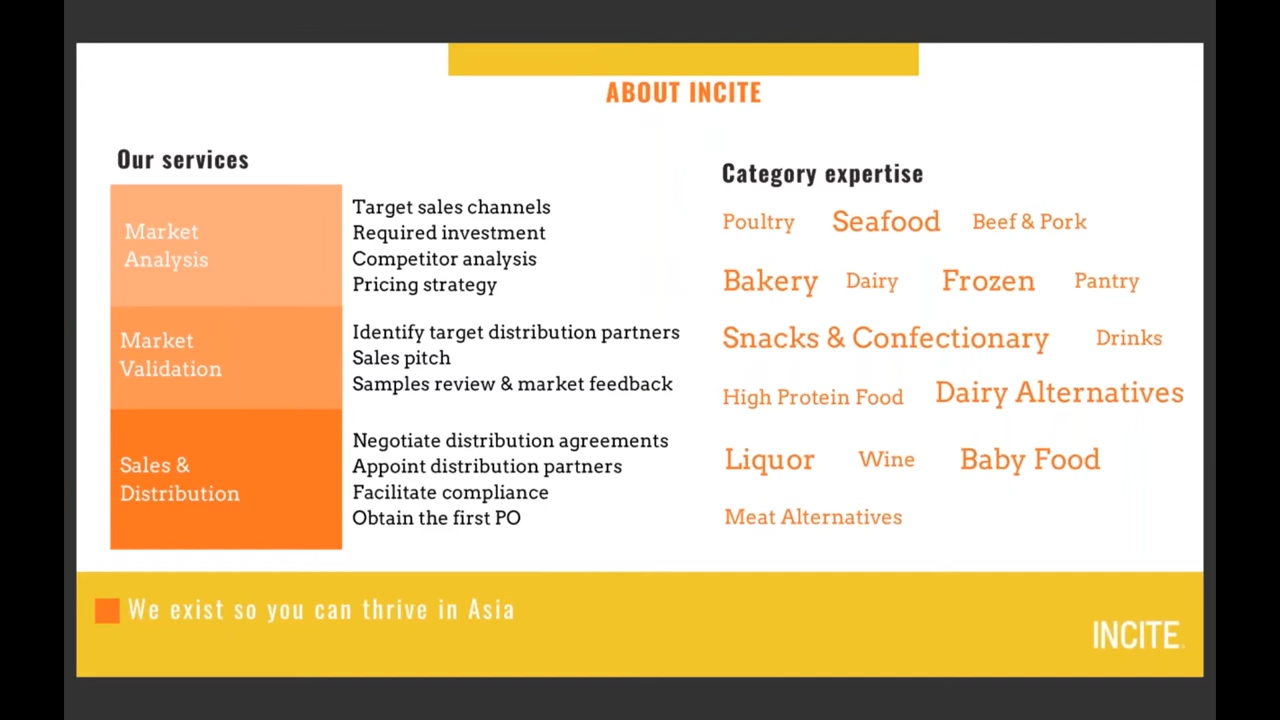 ABOUT INCITE
Our services
Market
Analysis
Target sales channels
Required investment
Competitor analysis
Pricing strategy
Market
Validation
Identify target distribution partners
Sales pitch
Samples review & market feedback
Sales &
Distribution
Negotiate distribution agreements
Appoint distribution partners
Facilitate compliance
Obtain the first PO
Category expertise
Poultry Seafood Beef & Pork
Bakery Dairy Frozen Pantry
Snacks & Confectionary Drinks
High Protein Food Dairy Alternatives
Liquor Wine Baby Food
Meat Alternatives
We exist so you can thrive in Asia
INCITE